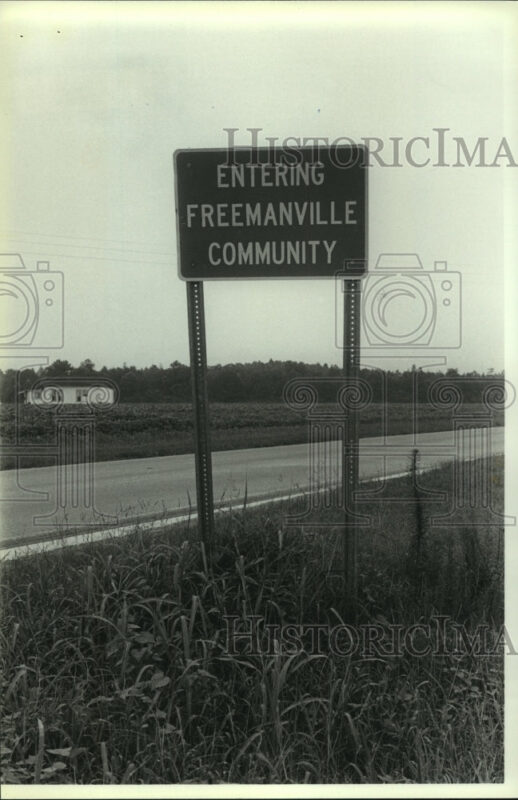 HISTORICIMA
ENTERING
FREEMANVILLE
COMMUNITY
HISTORICIMA